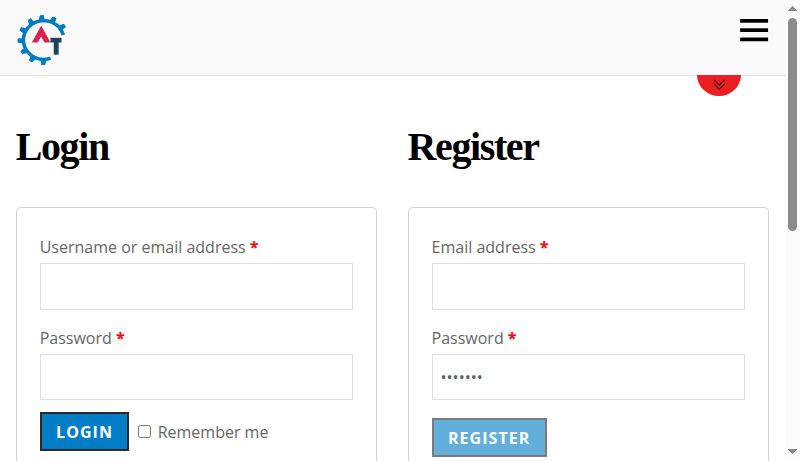 AT
Login
Username or email address *
Password *
LOGIN
Remember me
Register
Email address *
Password *
•••••••
REGISTER